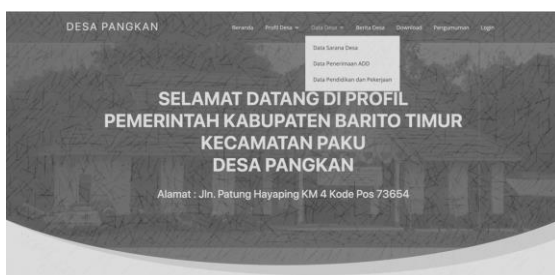 DESA PANGKAN
Beranda Profil Desa Data Desa Berita Desa Download Pengumuman Login
Data Sarana Desa
Data Penerimaan ADD
Data Pendidikan dan Pekerjaan
SELAMAT DATANG DI PROFIL
PEMERINTAH KABUPATEN BARITO TIMUR
KECAMATAN PAKU
DESA PANGKAN
Alamat : Jln. Patung Hayaping KM 4 Kode Pos 73654